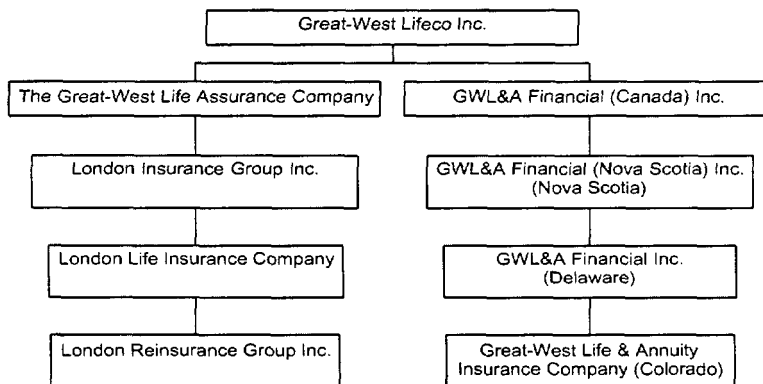 Great-West Lifeco Inc.
The Great-West Life Assurance Company
GWL&A Financial (Canada) Inc.
London Insurance Group Inc.
GWL&A Financial (Nova Scotia) Inc.
(Nova Scotia)
London Life Insurance Company
GWL&A Financial Inc.
(Delaware)
London Reinsurance Group Inc.
Great-West Life & Annuity
Insurance Company (Colorado)